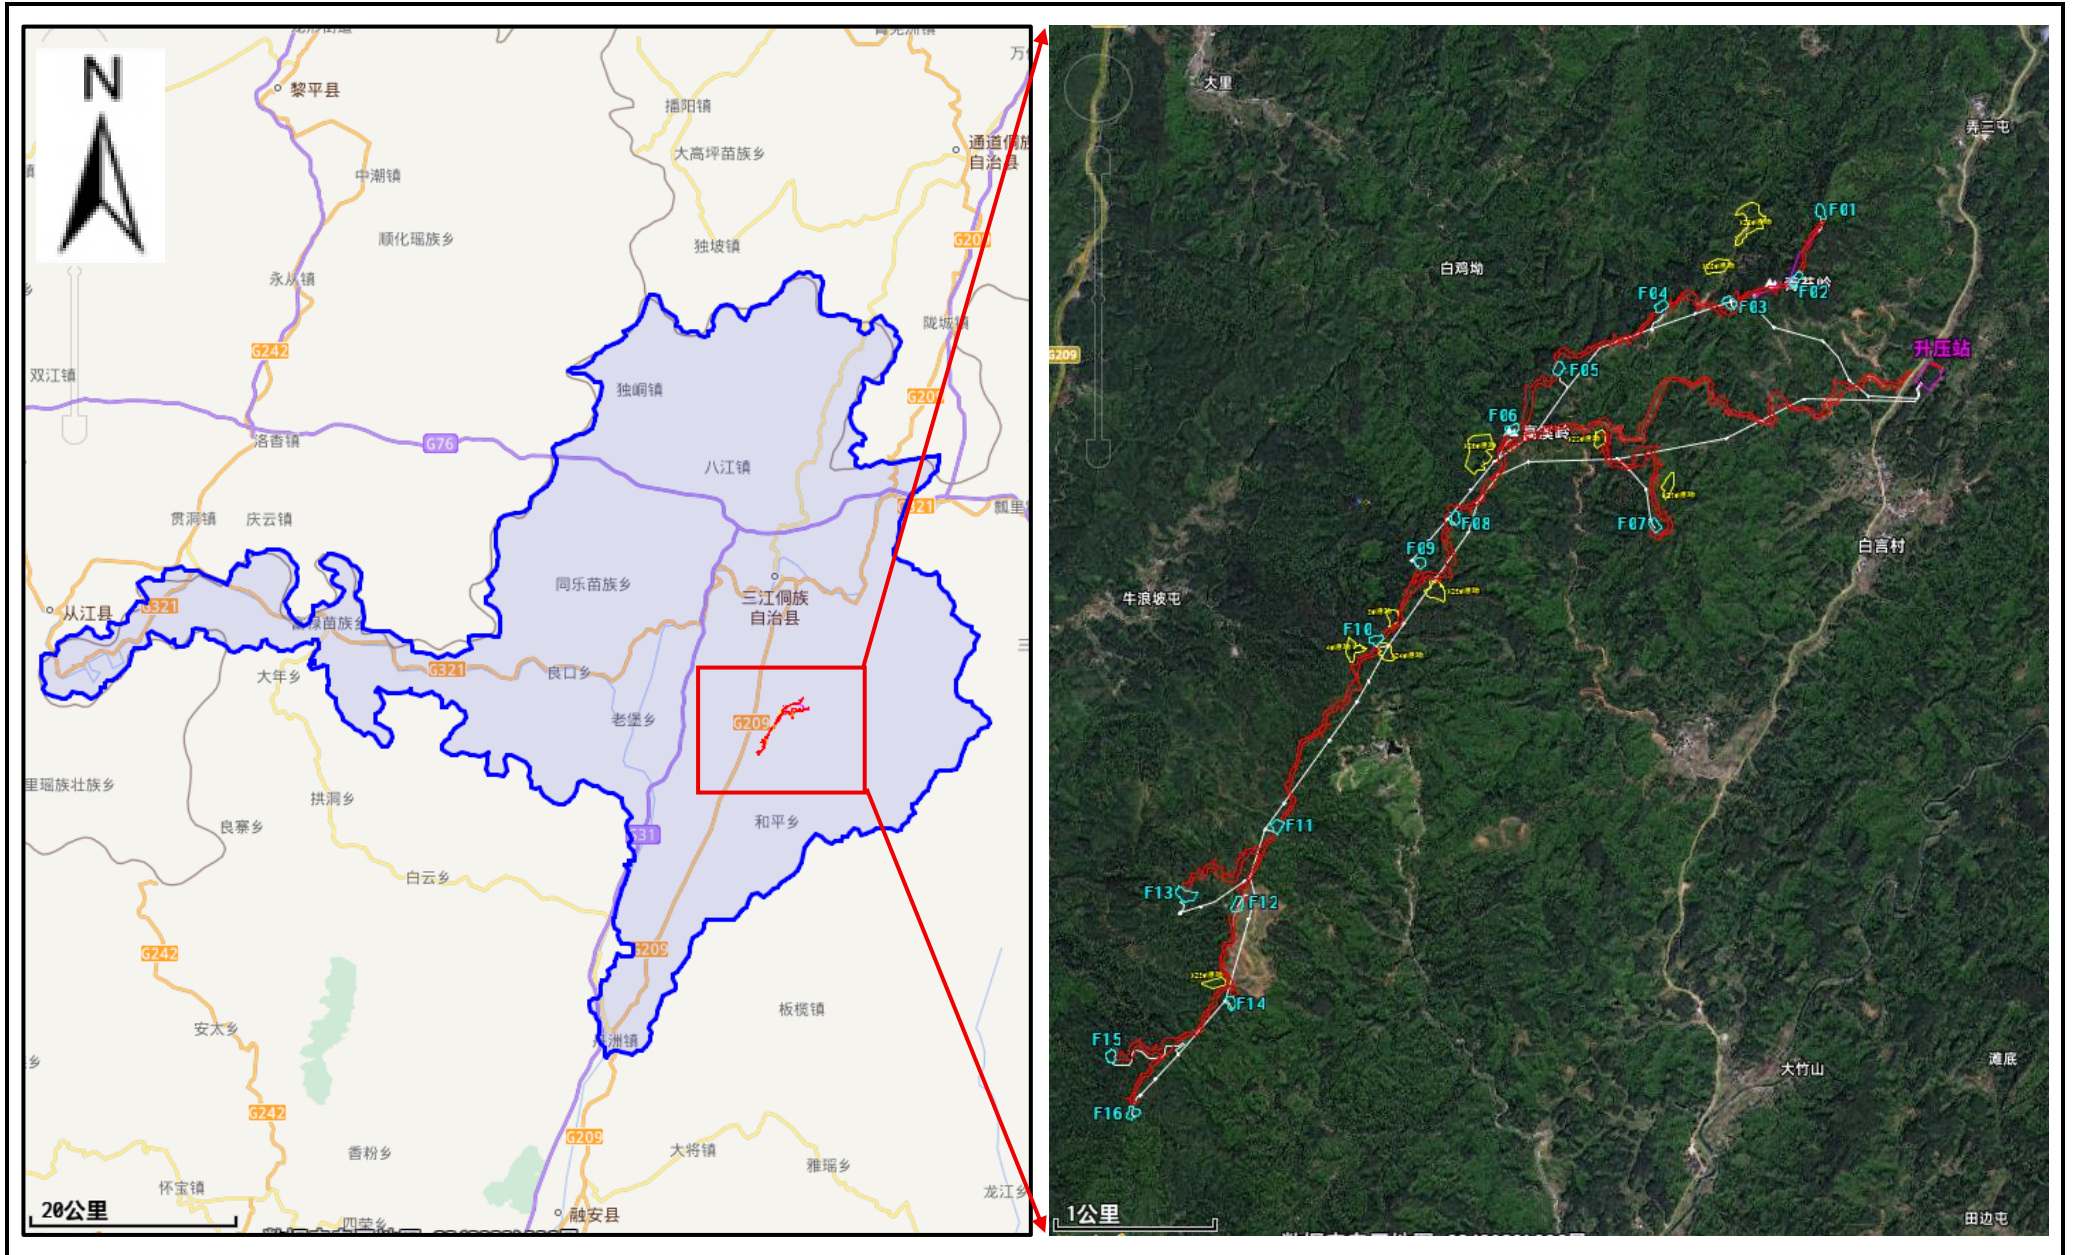 N
黎平县
播阳镇
通道侗族
自治县
大高坪苗族乡
中潮镇
顺化瑶族乡
独坡镇
永从镇
陇城镇
G242
双江镇
独峒镇
洛香镇
G76
八江镇
贯洞镇
庆云镇
同乐苗族乡
三江侗族
自治县
从江县
G321
G321
良口乡
大年乡
老堡乡
G209
里瑶族壮族乡
拱洞乡
良寨乡
和平乡
白云乡
G242
G209
安太乡
板榄镇
G242
G209
香粉乡
大将镇
雅瑶乡
怀宝镇
龙江乡
融安县
四荣乡
20公里
大里
弄三屯
F01
白鸡坳
F02
F04
F03
G209
升压站
F05
F06
高溪岭
F07
F08
F09
白言村
牛浪坡屯
F10
F11
F13
F12
F14
F15
F16
大竹山
滩底
田边屯
1公里